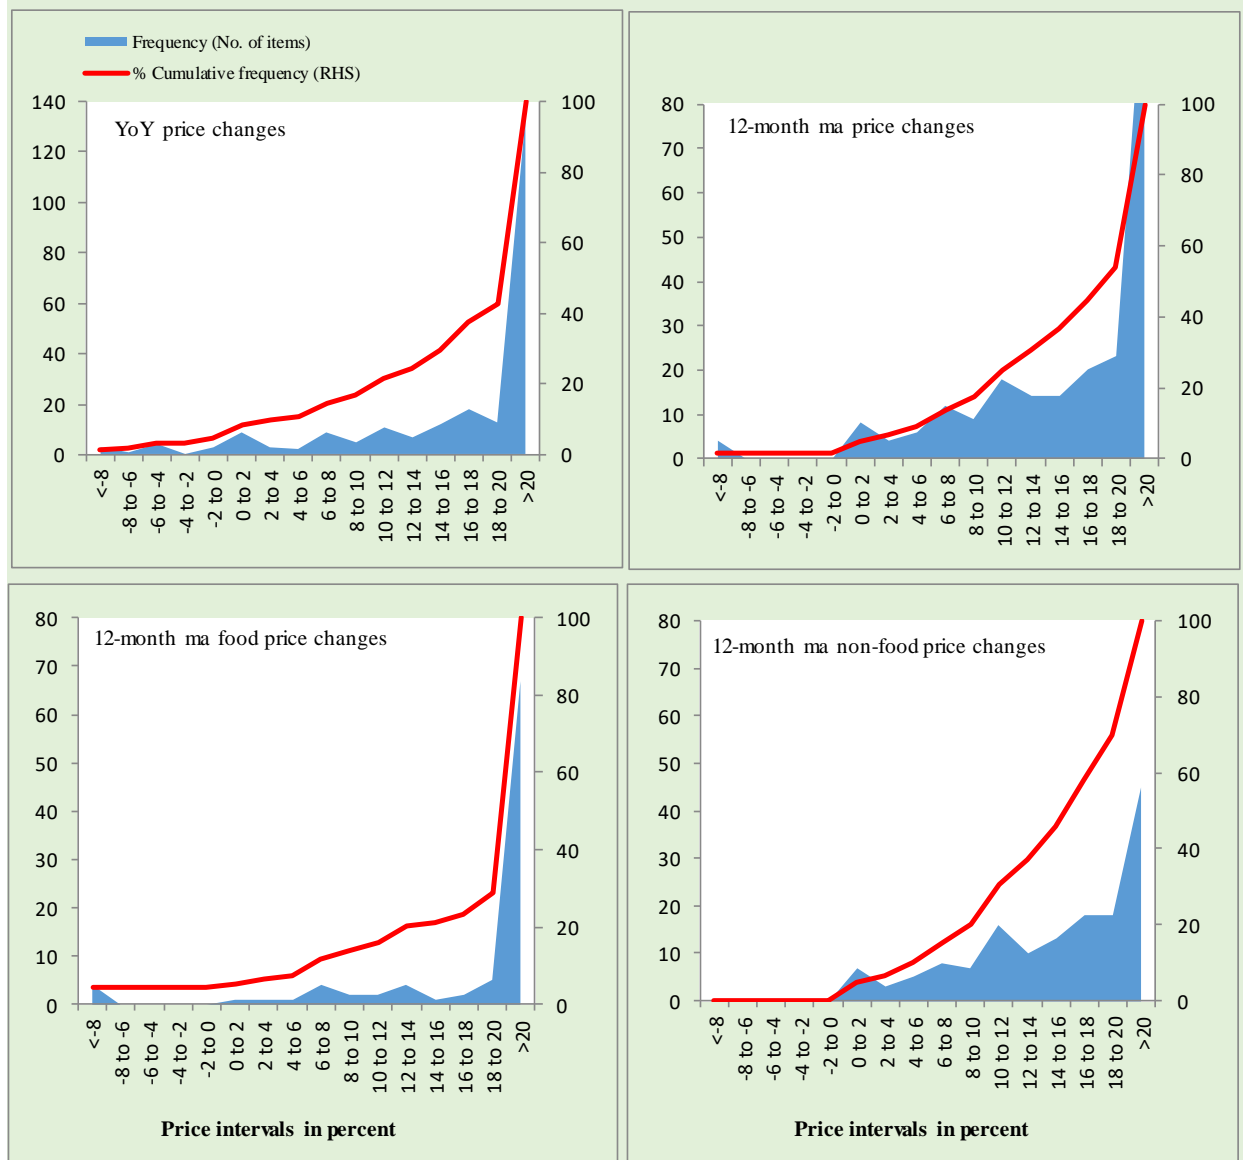 Frequency (No. of items)
% Cumulative frequency (RHS)
YoY price changes
140
120
100
80
60
40
20
0
100
80
60
40
20
0
<-8
-8 to -6
-6 to -4
-4 to -2
-2 to 0
0 to 2
2 to 4
4 to 6
6 to 8
8 to 10
10 to 12
12 to 14
14 to 16
16 to 18
18 to 20
>20
12-month ma price changes
80
70
60
50
40
30
20
10
0
100
80
60
40
20
0
<-8
-8 to -6
-6 to -4
-4 to -2
-2 to 0
0 to 2
2 to 4
4 to 6
6 to 8
8 to 10
10 to 12
12 to 14
14 to 16
16 to 18
18 to 20
>20
12-month ma food price changes
80
70
60
50
40
30
20
10
0
100
80
60
40
20
0
<-8
-8 to -6
-6 to -4
-4 to -2
-2 to 0
0 to 2
2 to 4
4 to 6
6 to 8
8 to 10
10 to 12
12 to 14
14 to 16
16 to 18
18 to 20
>20
Price intervals in percent
12-month ma non-food price changes
80
70
60
50
40
30
20
10
0
100
80
60
40
20
0
<-8
-8 to -6
-6 to -4
-4 to -2
-2 to 0
0 to 2
2 to 4
4 to 6
6 to 8
8 to 10
10 to 12
12 to 14
14 to 16
16 to 18
18 to 20
>20
Price intervals in percent